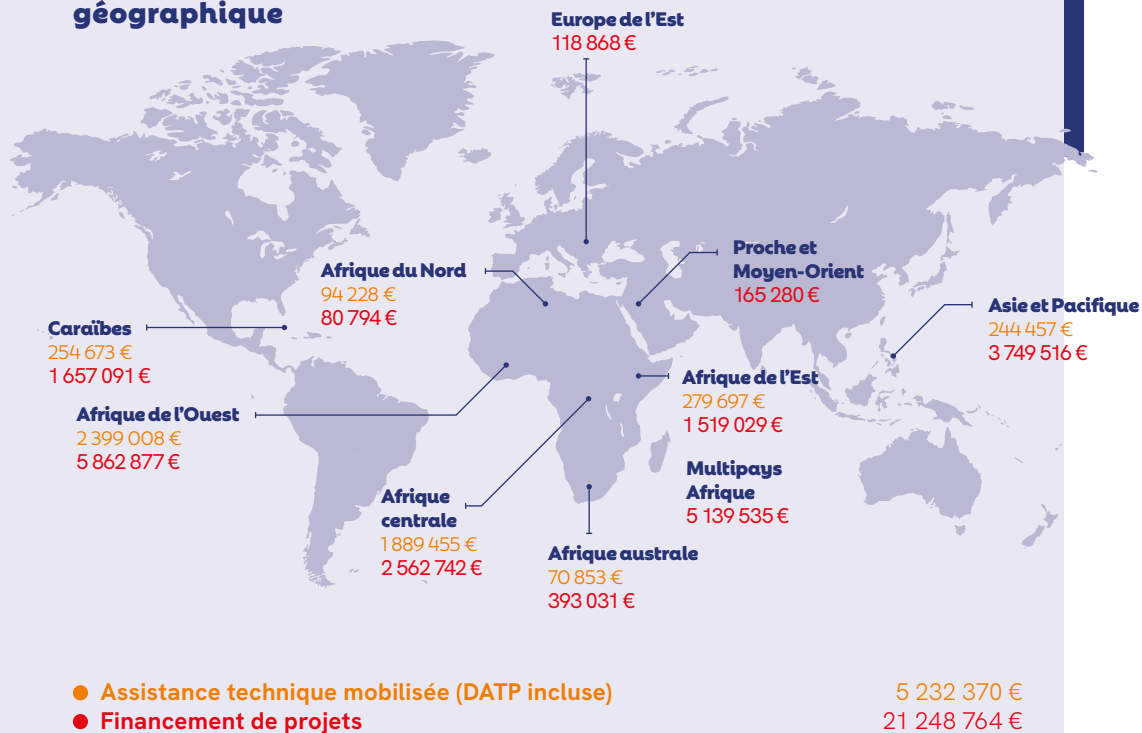 géographique
Europe de l'Est
118 868 €
Proche et
Moyen-Orient
165 280 €
Afrique du Nord
94 228 €
80 794 €
Asie et Pacifique
244 457 €
3 749 516 €
Caraïbes
254 673 €
1 657 091 €
Afrique de l'Est
279 697 €
1 519 029 €
Afrique de l'Ouest
2 399 008 €
5 862 877 €
Multipays
Afrique
5 139 535 €
Afrique
centrale
1 889 455 €
2 562 742 €
Afrique australe
70 853 €
393 031 €
Assistance technique mobilisée (DATP incluse) 5 232 370 €
Financement de projets 21 248 764 €